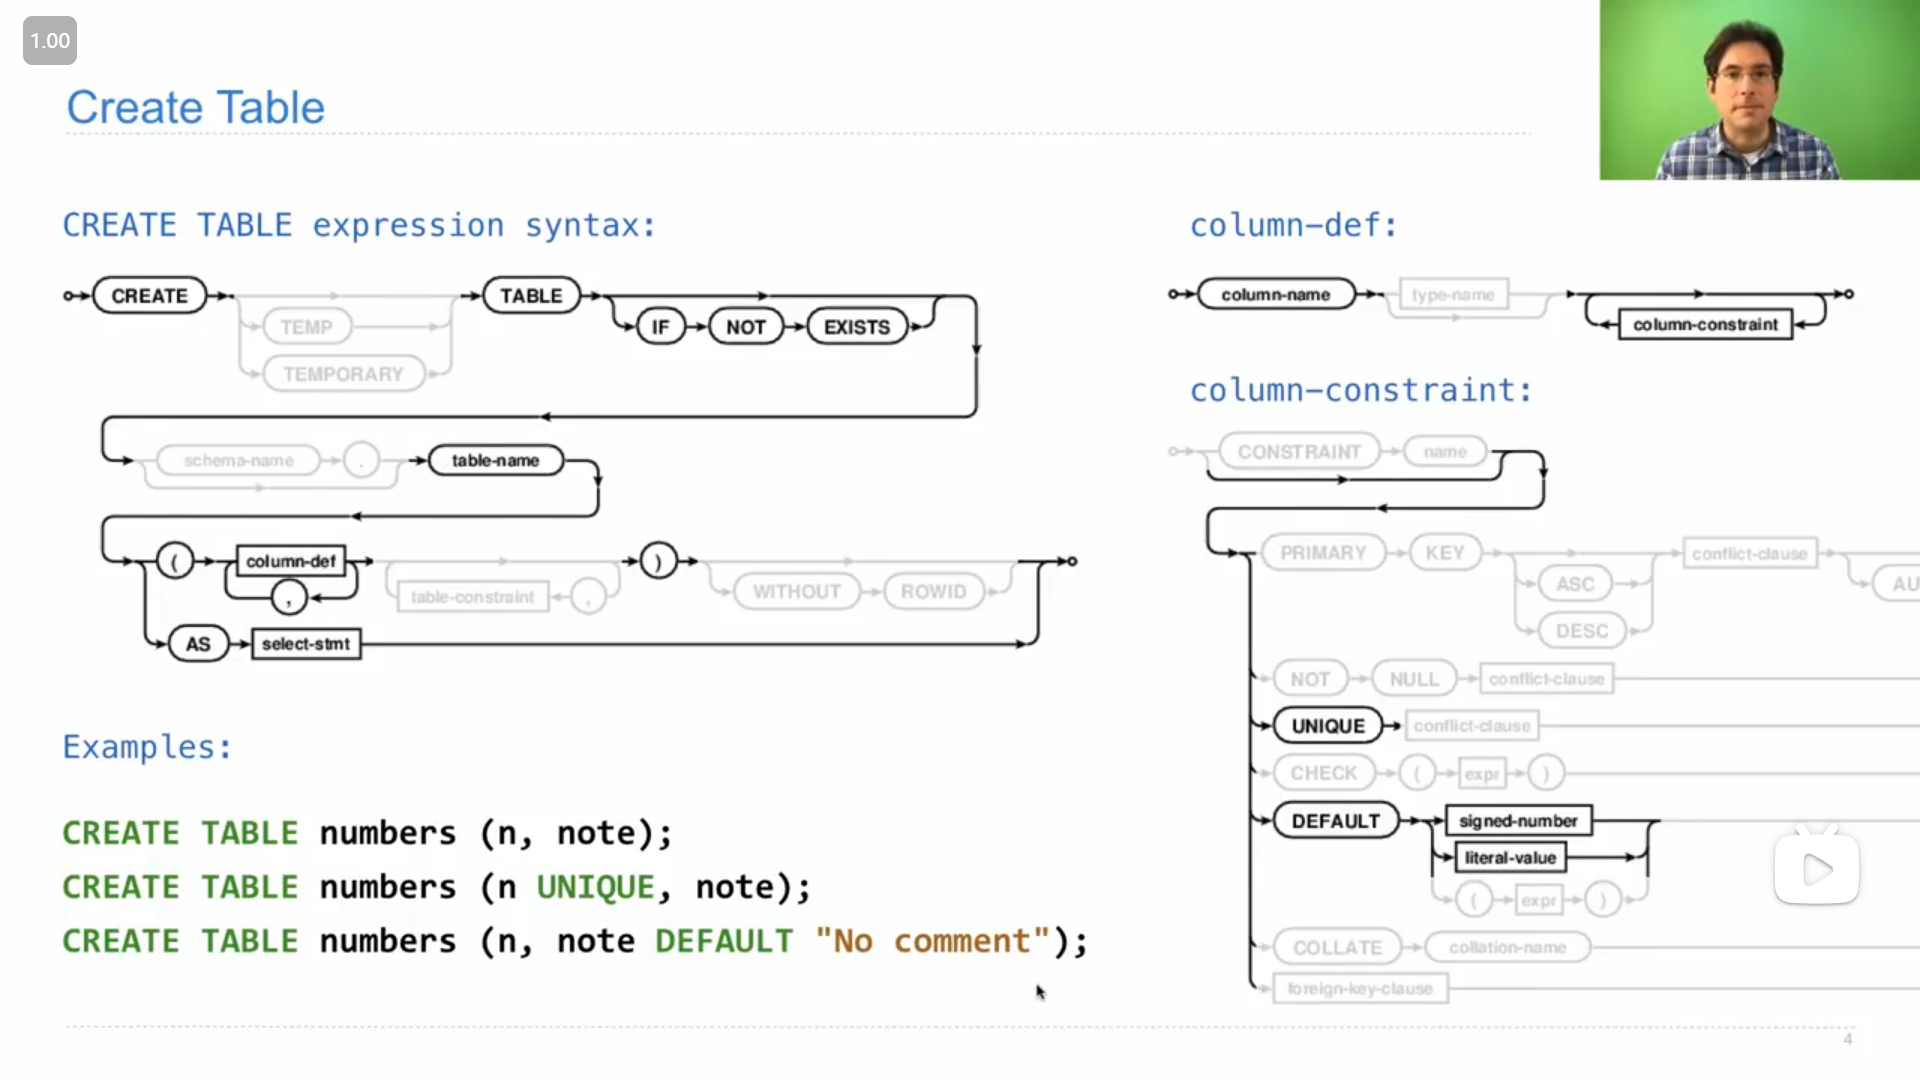 1.00
Create Table
CREATE TABLE expression syntax:
CREATE TABLE
TEMP IF NOT EXISTS
TEMPORARY
schema-name . table-name
( column-def )
, table-constraint , WITHOUT ROWID
AS select-stmt
Examples:
CREATE TABLE numbers (n, note);
CREATE TABLE numbers (n UNIQUE, note);
CREATE TABLE numbers (n, note DEFAULT "No comment");
column-def:
column-name type-name
column-constraint
column-constraint:
CONSTRAINT name
PRIMARY KEY conflict-clause
ASC AU
DESC
NOT NULL conflict-clause
UNIQUE conflict-clause
CHECK ( expr )
DEFAULT signed-number
literal-value
( expr )
COLLATE collation-name
foreign-key-clause
4